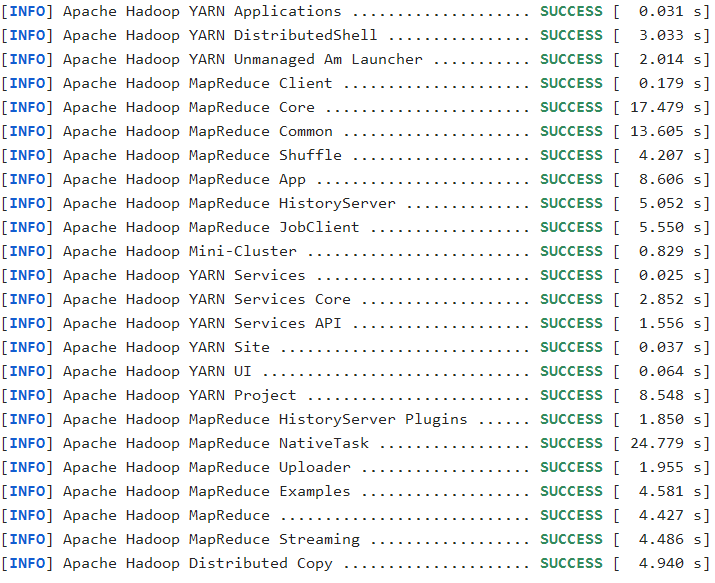 [INFO] Apache Hadoop YARN Applications .................... SUCCESS [  0.031 s]
[INFO] Apache Hadoop YARN DistributedShell ................ SUCCESS [  3.033 s]
[INFO] Apache Hadoop YARN Unmanaged Am Launcher ........... SUCCESS [  2.014 s]
[INFO] Apache Hadoop MapReduce Client ..................... SUCCESS [  0.179 s]
[INFO] Apache Hadoop MapReduce Core ....................... SUCCESS [ 17.479 s]
[INFO] Apache Hadoop MapReduce Common ..................... SUCCESS [ 13.605 s]
[INFO] Apache Hadoop MapReduce Shuffle .................... SUCCESS [  4.207 s]
[INFO] Apache Hadoop MapReduce App ........................ SUCCESS [  8.606 s]
[INFO] Apache Hadoop MapReduce HistoryServer .............. SUCCESS [  5.052 s]
[INFO] Apache Hadoop MapReduce JobClient .................. SUCCESS [  5.550 s]
[INFO] Apache Hadoop Mini-Cluster ......................... SUCCESS [  0.829 s]
[INFO] Apache Hadoop YARN Services ........................ SUCCESS [  0.025 s]
[INFO] Apache Hadoop YARN Services Core ................... SUCCESS [  2.852 s]
[INFO] Apache Hadoop YARN Services API .................... SUCCESS [  1.556 s]
[INFO] Apache Hadoop YARN Site ............................ SUCCESS [  0.037 s]
[INFO] Apache Hadoop YARN UI .............................. SUCCESS [  0.064 s]
[INFO] Apache Hadoop YARN Project ......................... SUCCESS [  8.548 s]
[INFO] Apache Hadoop MapReduce HistoryServer Plugins ...... SUCCESS [  1.850 s]
[INFO] Apache Hadoop MapReduce NativeTask ................. SUCCESS [ 24.779 s]
[INFO] Apache Hadoop MapReduce Uploader ................... SUCCESS [  1.955 s]
[INFO] Apache Hadoop MapReduce Examples ................... SUCCESS [  4.581 s]
[INFO] Apache Hadoop MapReduce ............................ SUCCESS [  4.427 s]
[INFO] Apache Hadoop MapReduce Streaming .................. SUCCESS [  4.486 s]
[INFO] Apache Hadoop Distributed Copy ..................... SUCCESS [  4.940 s]